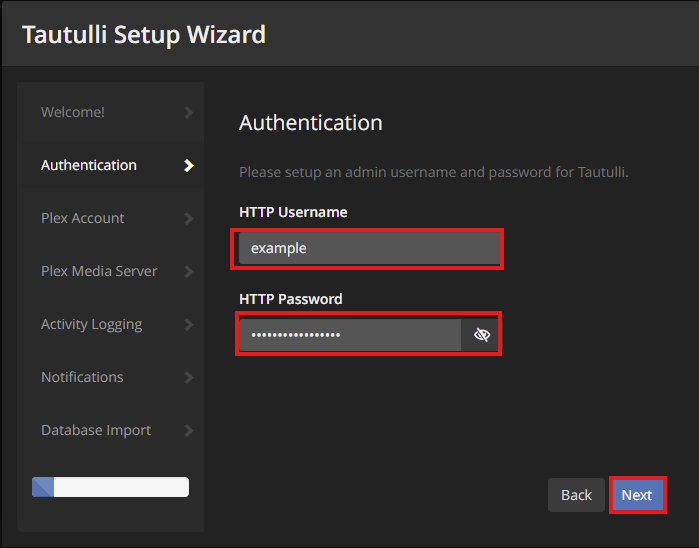 Tautulli Setup Wizard
Welcome!
Authentication
Plex Account
Plex Media Server
Activity Logging
Notifications
Database Import
Authentication
Please setup an admin username and password for Tautulli.
HTTP Username
example
HTTP Password
•••••••••••••••••
Back
Next